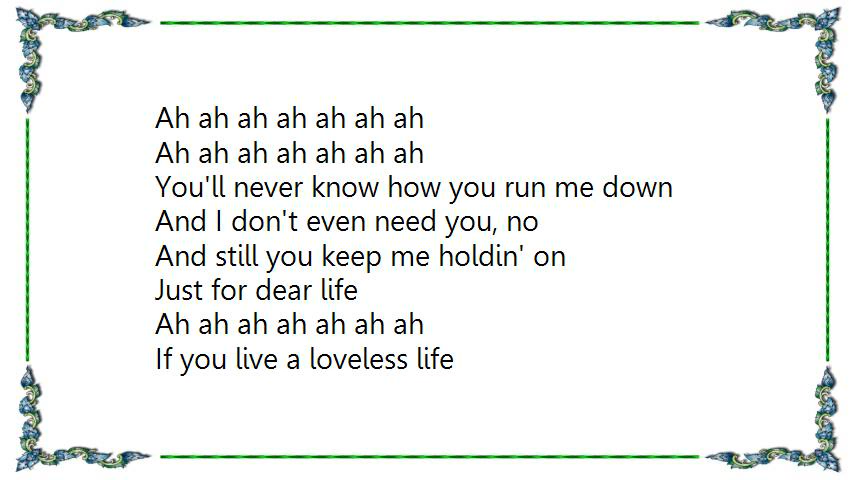 Ah ah ah ah ah ah ah
Ah ah ah ah ah ah ah
You'll never know how you run me down
And I don't even need you, no
And still you keep me holdin' on
Just for dear life
Ah ah ah ah ah ah ah
If you live a loveless life